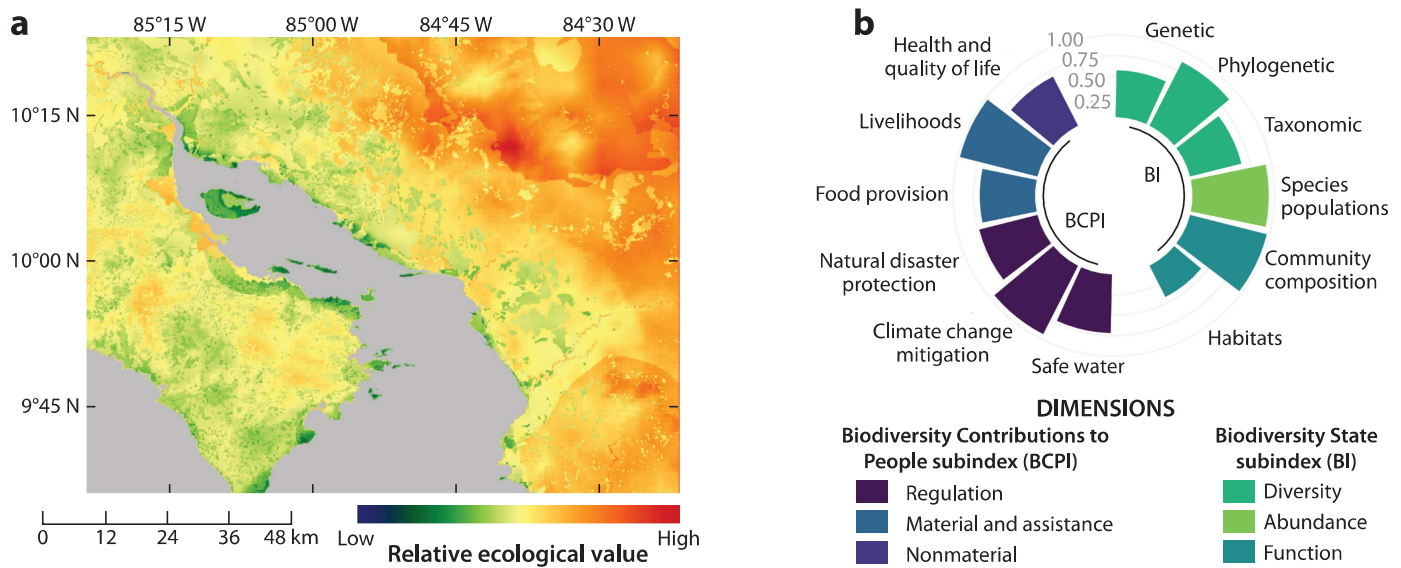 a
85°15 W
85°00 W
84°45 W
84°30 W
10°15 N
10°00 N
9°45 N
0
12
24
36
48 km
Low
High
Relative ecological value
b
Genetic
Phylogenetic
Taxonomic
Species
populations
Community
composition
Habitats
Safe water
Climate change
mitigation
Natural disaster
protection
Food provision
Livelihoods
Health and
quality of life
1.00
0.75
0.50
0.25
BI
BCPI
DIMENSIONS
Biodiversity Contributions to
People subindex (BCPI)
Regulation
Material and assistance
Nonmaterial
Biodiversity State
subindex (BI)
Diversity
Abundance
Function